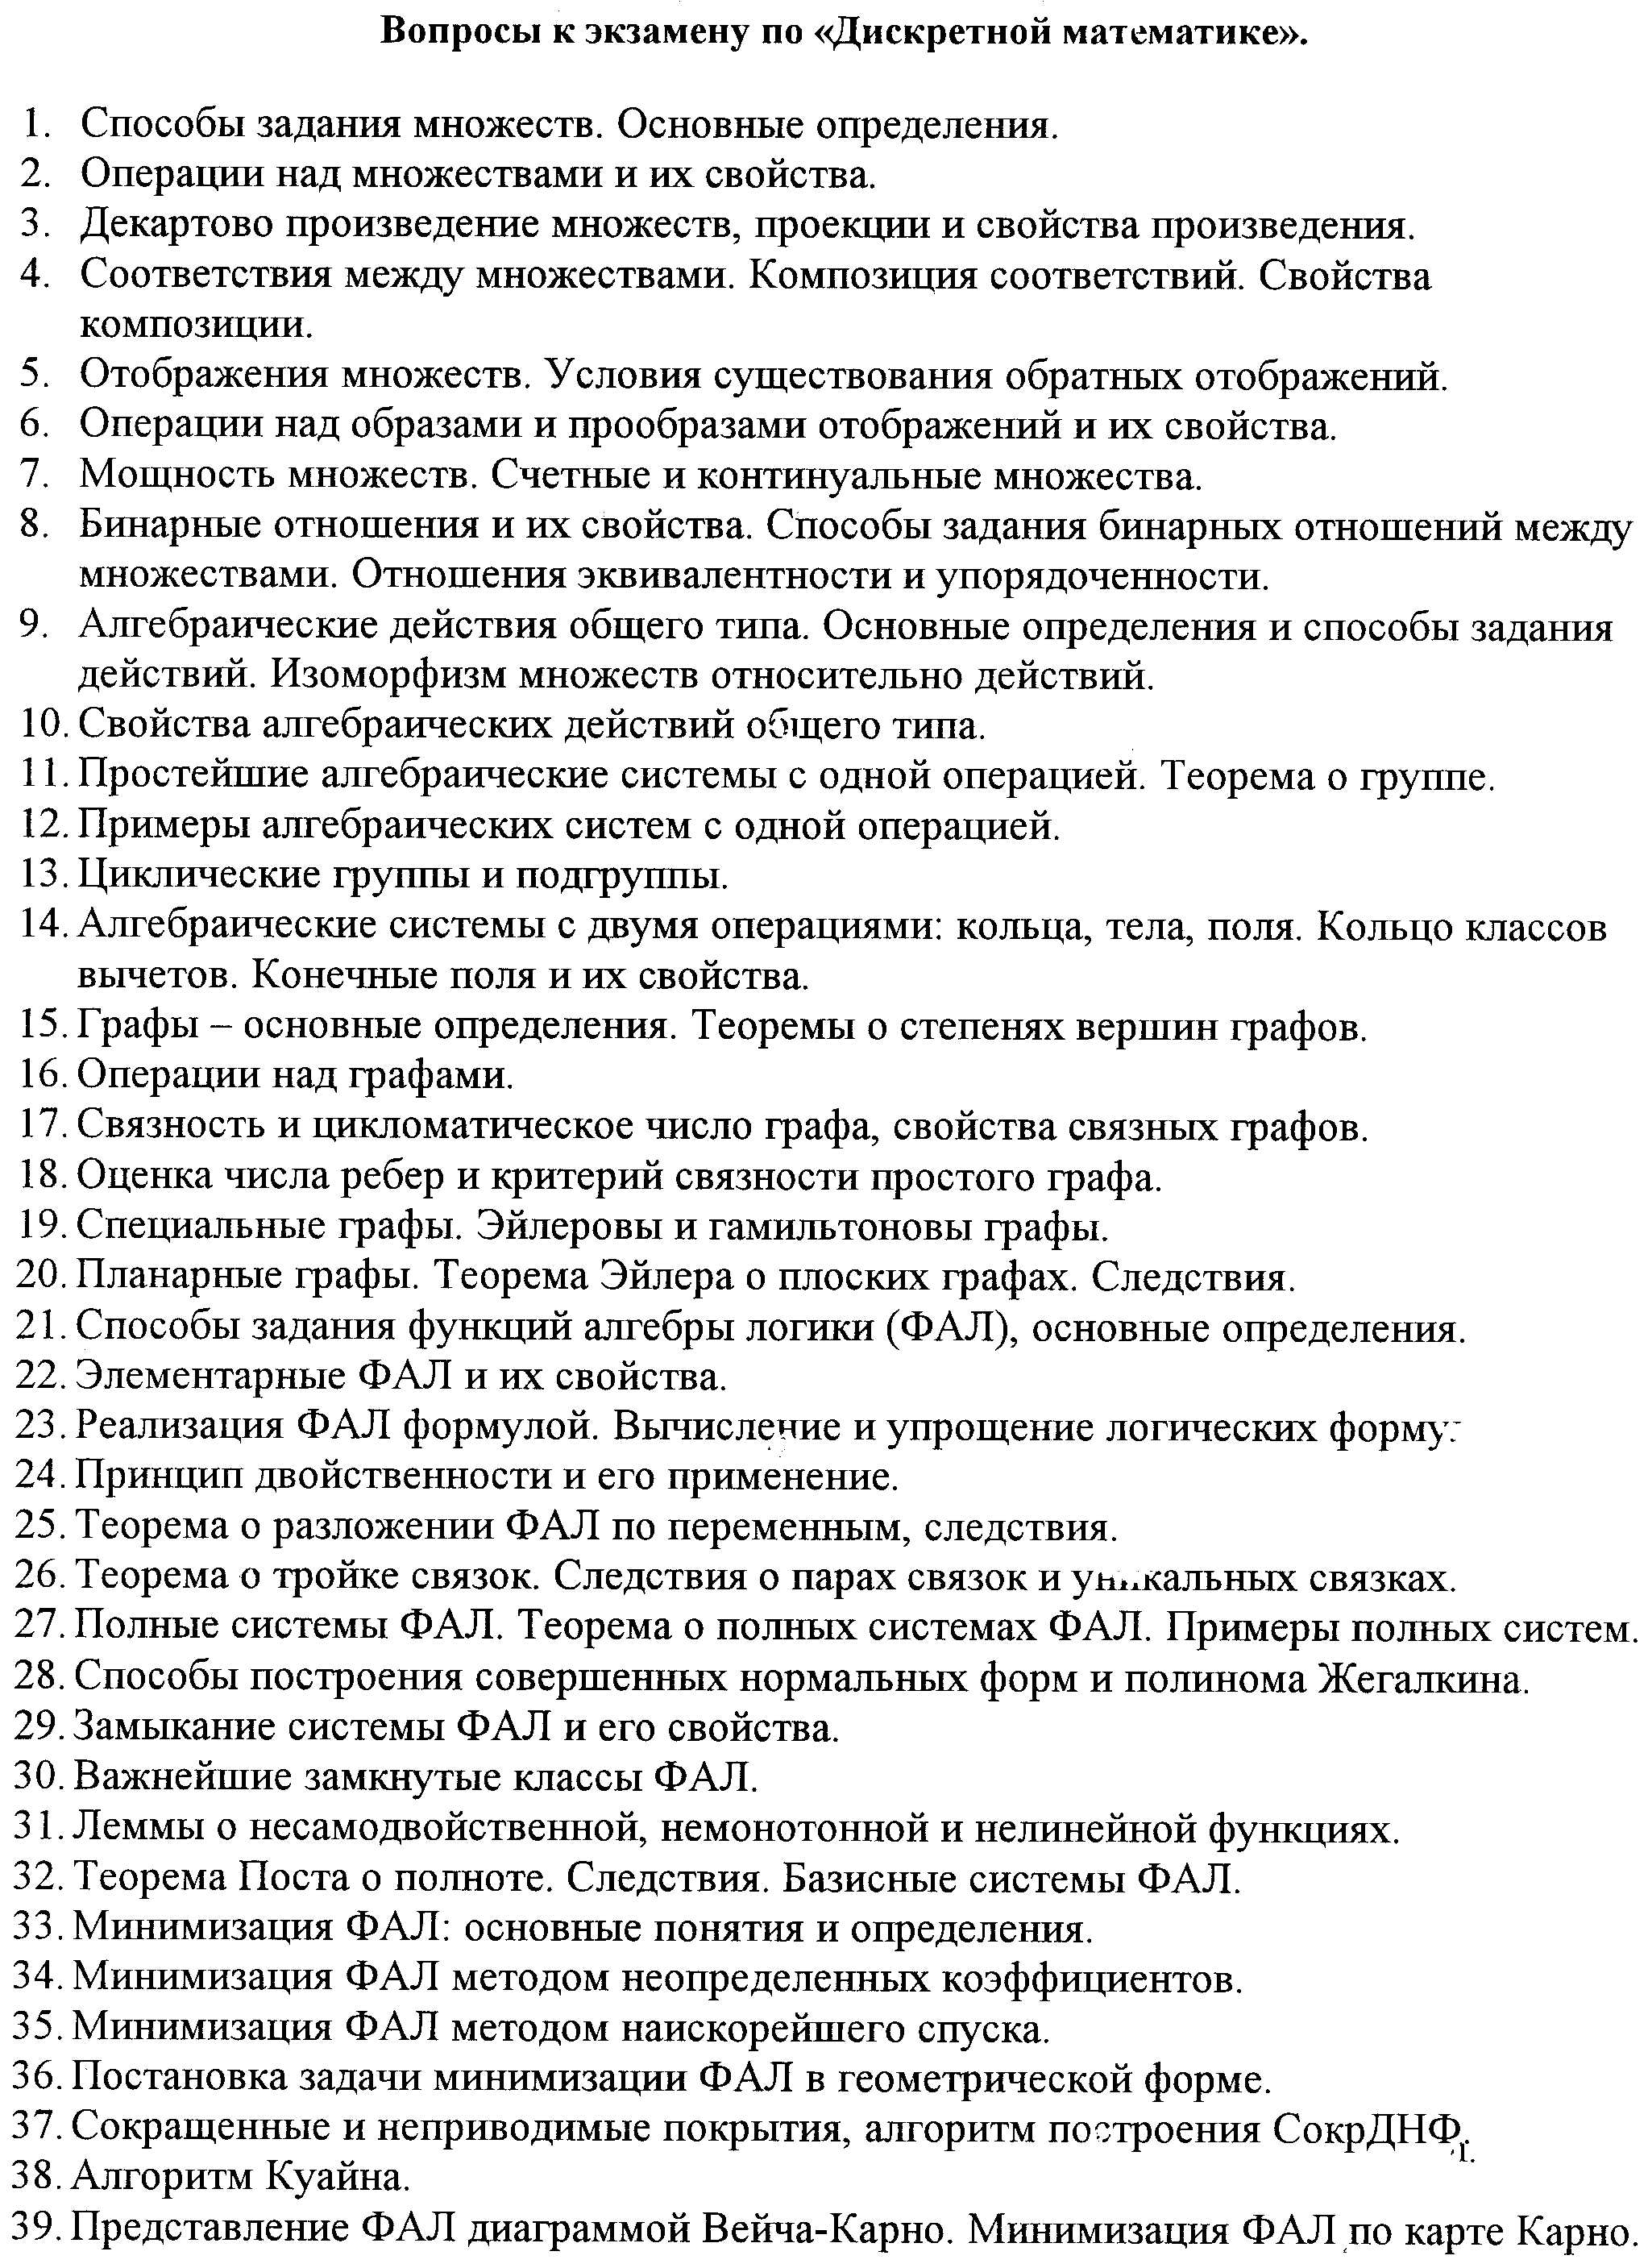 Вопросы к экзамену по «Дискретной математике».
1. Способы задания множеств. Основные определения.
2. Операции над множествами и их свойства.
3. Декартово произведение множеств, проекции и свойства произведения.
4. Соответствия между множествами. Композиция соответствий. Свойства
композиции.
5. Отображения множеств. Условия существования обратных отображений.
6. Операции над образами и прообразами отображений и их свойства.
7. Мощность множеств. Счетные и континуальные множества.
8. Бинарные отношения и их свойства. Способы задания бинарных отношений между
множествами. Отношения эквивалентности и упорядоченности.
9. Алгебраические действия общего типа. Основные определения и способы задания
действий. Изоморфизм множеств относительно действий.
10. Свойства алгебраических действий общего типа.
11. Простейшие алгебраические системы с одной операцией. Теорема о группе.
12. Примеры алгебраических систем с одной операцией.
13. Циклические группы и подгруппы.
14. Алгебраические системы с двумя операциями: кольца, тела, поля. Кольцо классов
вычетов. Конечные поля и их свойства.
15. Графы – основные определения. Теоремы о степенях вершин графов.
16. Операции над графами.
17. Связность и цикломатическое число графа, свойства связных графов.
18. Оценка числа ребер и критерий связности простого графа.
19. Специальные графы. Эйлеровы и гамильтоновы графы.
20. Планарные графы. Теорема Эйлера о плоских графах. Следствия.
21. Способы задания функций алгебры логики (ФАЛ), основные определения.
22. Элементарные ФАЛ и их свойства.
23. Реализация ФАЛ формулой. Вычисление и упрощение логических формул
24. Принцип двойственности и его применение.
25. Теорема о разложении ФАЛ по переменным, следствия.
26. Теорема о тройке связок. Следствия о парах связок и уникальных связках.
27. Полные системы ФАЛ. Теорема о полных системах ФАЛ. Примеры полных систем.
28. Способы построения совершенных нормальных форм и полинома Жегалкина.
29. Замыкание системы ФАЛ и его свойства.
30. Важнейшие замкнутые классы ФАЛ.
31. Леммы о несамодвойственной, немонотонной и нелинейной функциях.
32. Теорема Поста о полноте. Следствия. Базисные системы ФАЛ.
33. Минимизация ФАЛ: основные понятия и определения.
34. Минимизация ФАЛ методом неопределенных коэффициентов.
35. Минимизация ФАЛ методом наискорейшего спуска.
36. Постановка задачи минимизации ФАЛ в геометрической форме.
37. Сокращенные и неприводимые покрытия, алгоритм построения СокрДНФ.
38. Алгоритм Куайна.
39. Представление ФАЛ диаграммой Вейча-Карно. Минимизация ФАЛ по карте Карно.